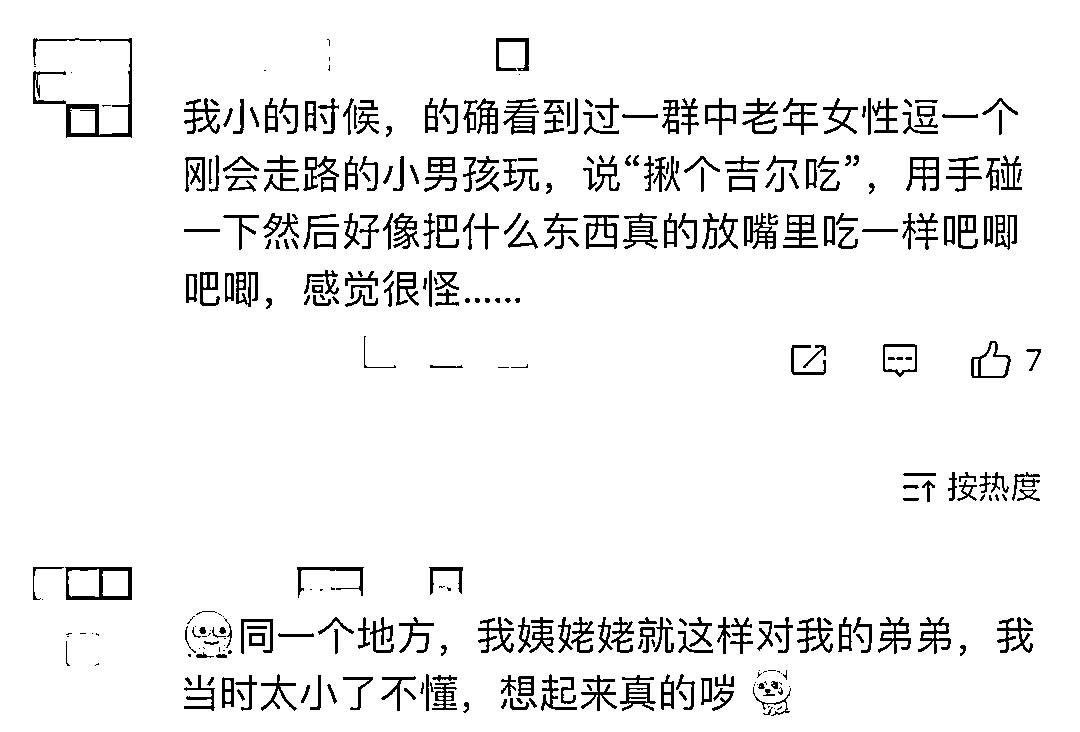 我小的时候，的确看到过一群中老年女性逗一个
刚会走路的小男孩玩，说“揪个吉尔吃”，用手碰
一下然后好像把什么东西真的放嘴里吃一样吧唧
吧唧，感觉很怪......
7
按热度
同一个地方，我姨姥姥就这样对我的弟弟，我
当时太小了不懂，想起来真的哕